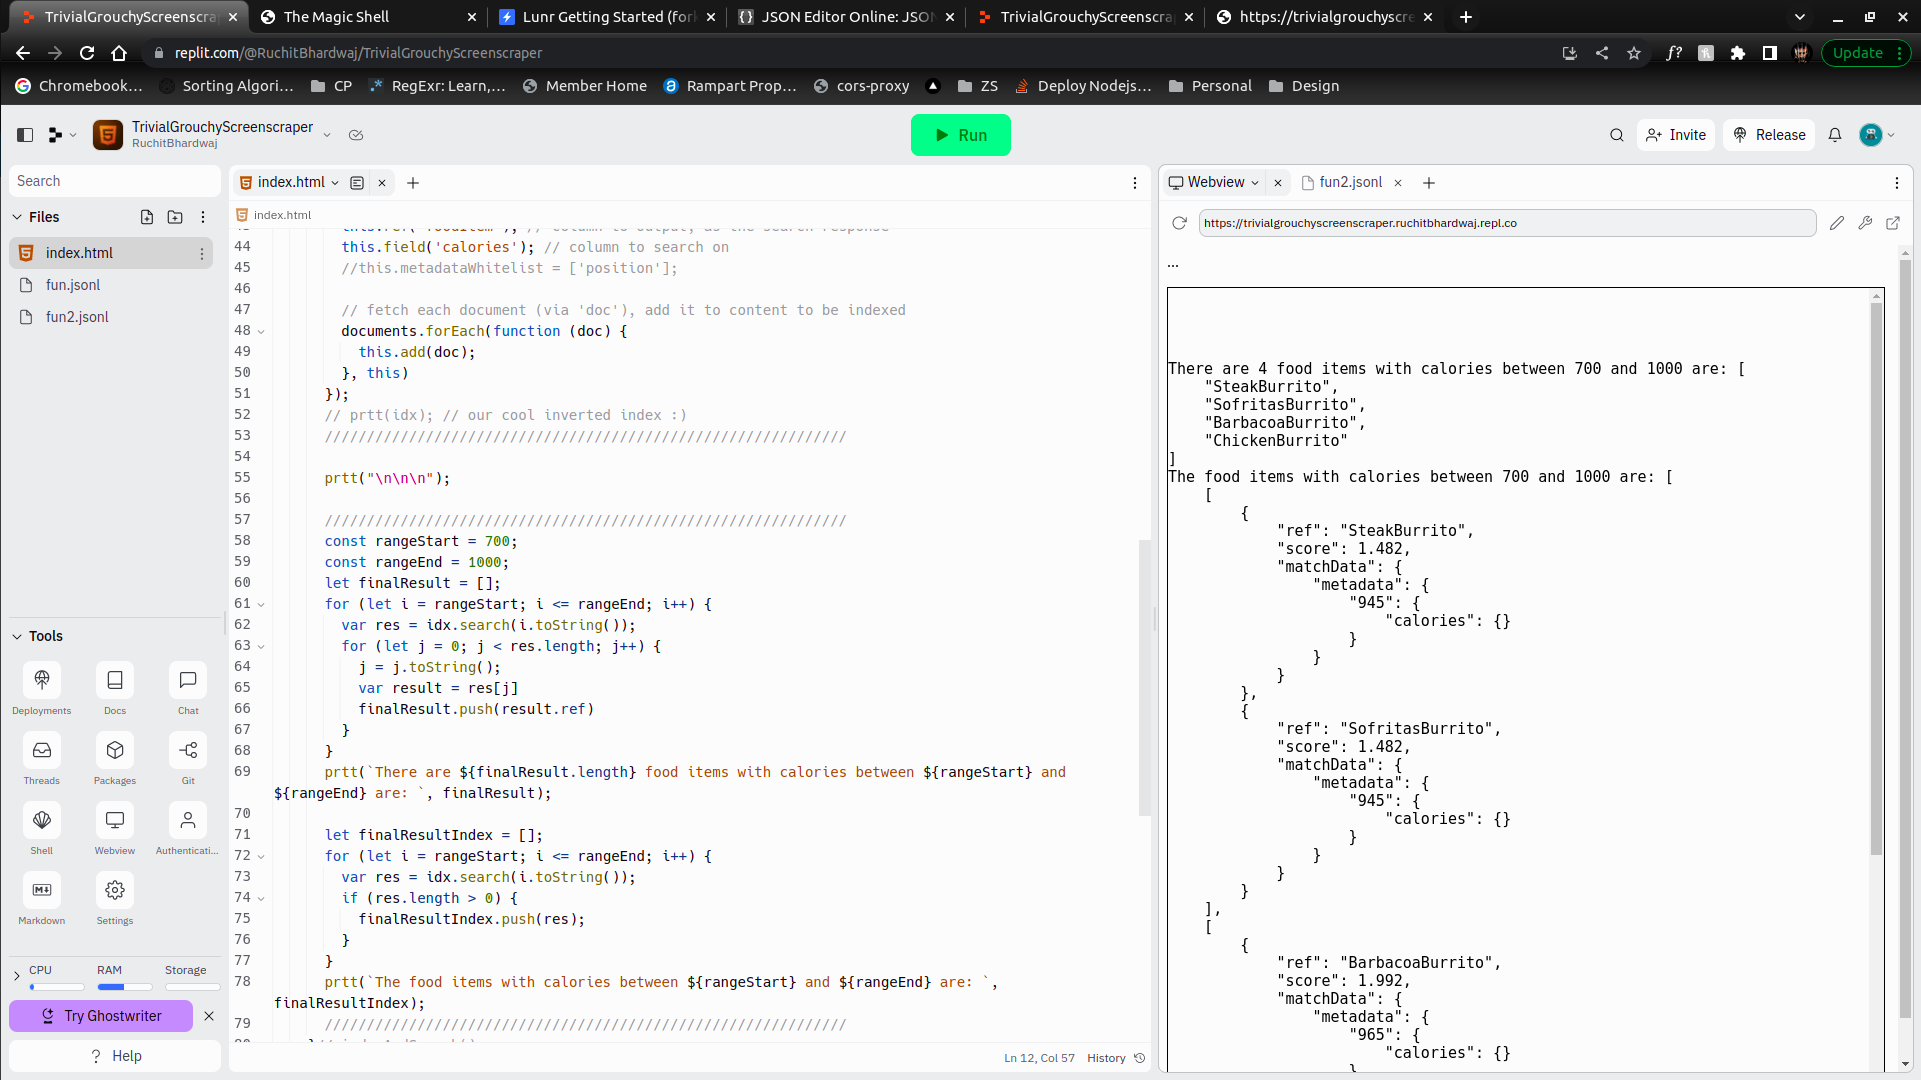 TrivialGrouchyScreenscra
The Magic Shell
Lunr Getting Started (for
JSON Editor Online: JSON
TrivialGrouchyScreenscra
https://trivialgrouchyscre
replit.com/@RuchitBhardwaj/TrivialGrouchyScreenscraper
f?
Update
Chromebook...
Sorting Algori...
CP
RegExr: Learn,...
Member Home
Rampart Prop...
cors-proxy
ZS
Deploy Nodejs...
Personal
Design
TrivialGrouchyScreenscraper
RuchitBhardwaj
Run
Invite
Release
Search
Files
index.html
fun.jsonl
fun2.jsonl
Tools
Deployments
Docs
Chat
Threads
Packages
Git
Shell
Webview
Authenticati...
Markdown
Settings
CPU
RAM
Storage
Try Ghostwriter
? Help
index.html
index.html
44 this.field('calories'); // column to search on
45 //this.metadataWhitelist = ['position'];
46
47 // fetch each document (via 'doc'), add it to content to be indexed
48 documents.forEach(function (doc) {
49 this.add(doc);
50 }, this)
51 });
52 // prtt(idx); // our cool inverted index :)
53 //////////////////////////////////////////////////////////////
54
55 prtt("\n\n\n");
56
57 //////////////////////////////////////////////////////////////
58 const rangeStart = 700;
59 const rangeEnd = 1000;
60 let finalResult = [];
61 for (let i = rangeStart; i <= rangeEnd; i++) {
62 var res = idx.search(i.toString());
63 for (let j = 0; j < res.length; j++) {
64 j = j.toString();
65 var result = res[j]
66 finalResult.push(result.ref)
67 }
68 }
69 prtt(`There are ${finalResult.length} food items with calories between ${rangeStart} and
${rangeEnd} are: `, finalResult);
70
71 let finalResultIndex = [];
72 for (let i = rangeStart; i <= rangeEnd; i++) {
73 var res = idx.search(i.toString());
74 if (res.length > 0) {
75 finalResultIndex.push(res);
76 }
77 }
78 prtt(`The food items with calories between ${rangeStart} and ${rangeEnd} are: `,
finalResultIndex);
79 //////////////////////////////////////////////////////////////
Ln 12, Col 57
History
Webview
fun2.jsonl
https://trivialgrouchyscreenscraper.ruchitbhardwaj.repl.co
...
There are 4 food items with calories between 700 and 1000 are: [
"SteakBurrito",
"SofritasBurrito",
"BarbacoaBurrito",
"ChickenBurrito"
]
The food items with calories between 700 and 1000 are: [
[
{
"ref": "SteakBurrito",
"score": 1.482,
"matchData": {
"metadata": {
"945": {
"calories": {}
}
}
}
},
{
"ref": "SofritasBurrito",
"score": 1.482,
"matchData": {
"metadata": {
"945": {
"calories": {}
}
}
}
}
],
[
{
"ref": "BarbacoaBurrito",
"score": 1.992,
"matchData": {
"metadata": {
"965": {
"calories": {}
}